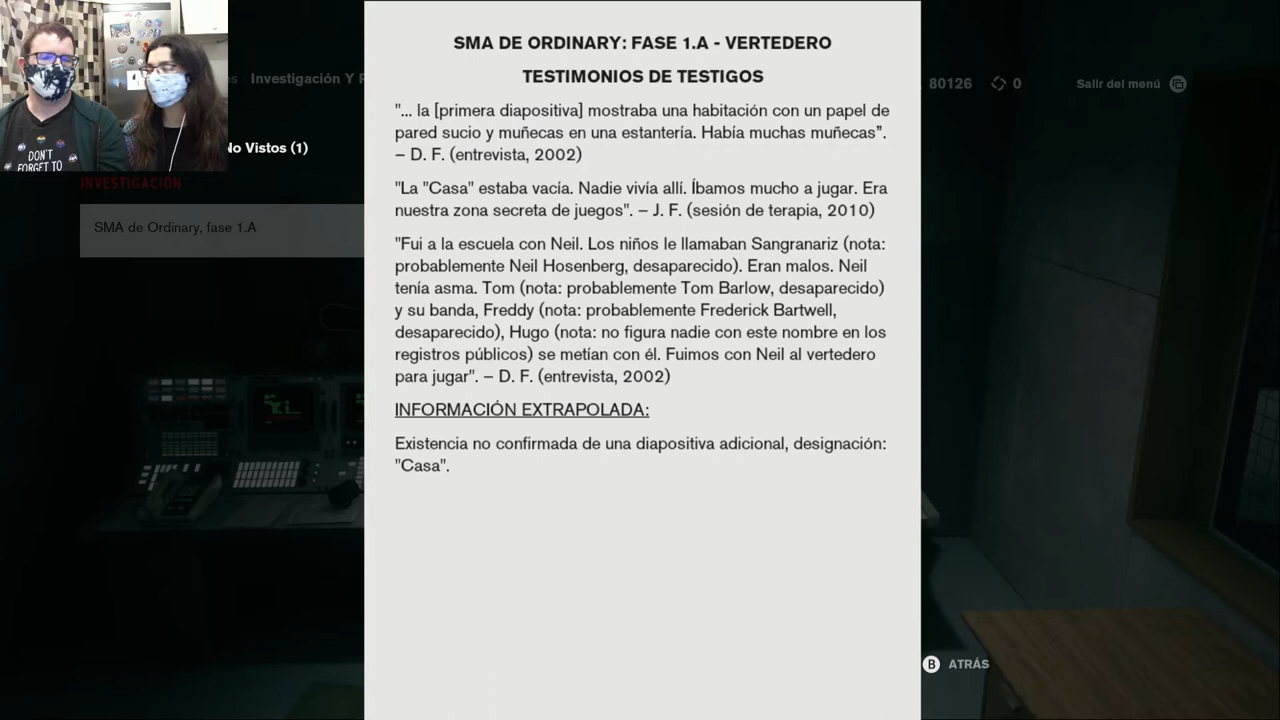 SMA DE ORDINARY: FASE 1.A - VERTEDERO
TESTIMONIOS DE TESTIGOS
"... la [primera diapositiva] mostraba una habitación con un papel de
pared sucio y muñecas en una estantería. Había muchas muñecas".
– D. F. (entrevista, 2002)
"La "Casa" estaba vacía. Nadie vivía allí. Íbamos mucho a jugar. Era
nuestra zona secreta de juegos". – J. F. (sesión de terapia, 2010)
"Fui a la escuela con Neil. Los niños le llamaban Sangranariz (nota:
probablemente Neil Hosenberg, desaparecido). Eran malos. Neil
tenía asma. Tom (nota: probablemente Tom Barlow, desaparecido)
y su banda, Freddy (nota: probablemente Frederick Bartwell,
desaparecido), Hugo (nota: no figura nadie con este nombre en los
registros públicos) se metían con él. Fuimos con Neil al vertedero
para jugar". – D. F. (entrevista, 2002)
INFORMACIÓN EXTRAPOLADA:
Existencia no confirmada de una diapositiva adicional, designación:
"Casa".
Investigación Y
80126
0
Salir del menú
No Vistos (1)
INVESTIGACIÓN
SMA de Ordinary, fase 1.A
DON'T
FORGET TO
B ATRÁS